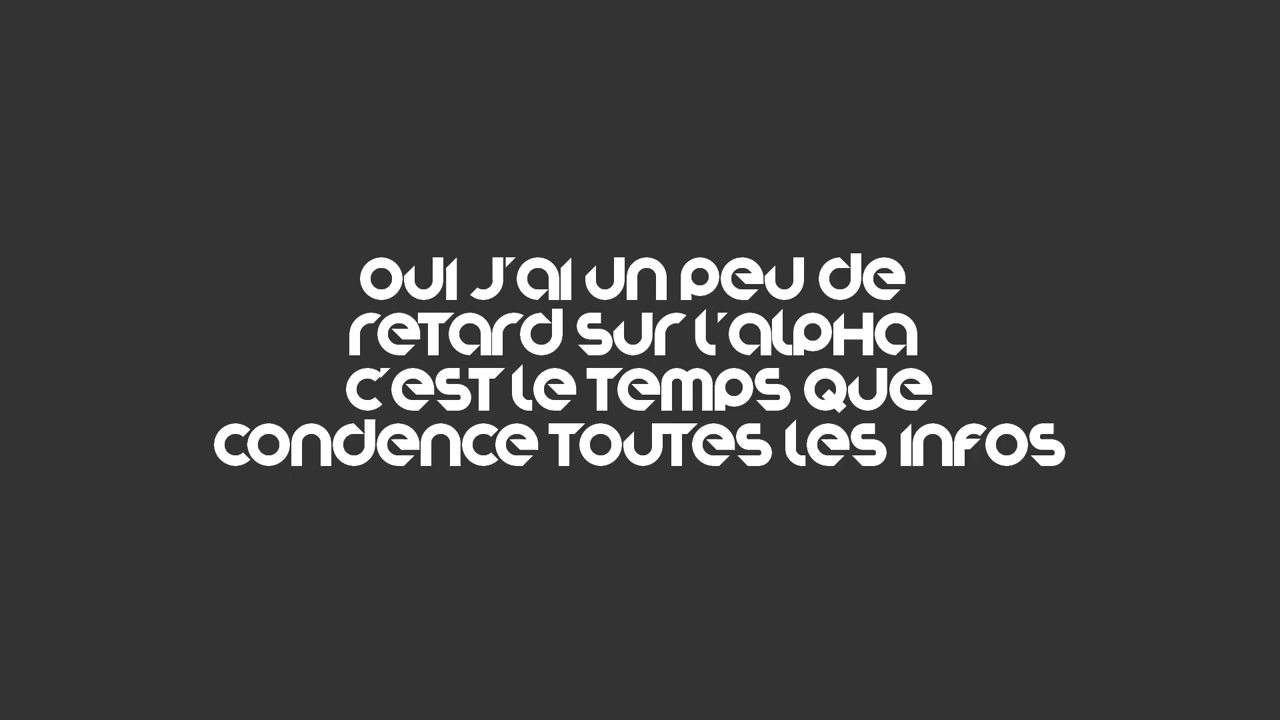 oui j'ai un peu de
retard sur l'alpha
c'est le temps que
condence toutes les infos